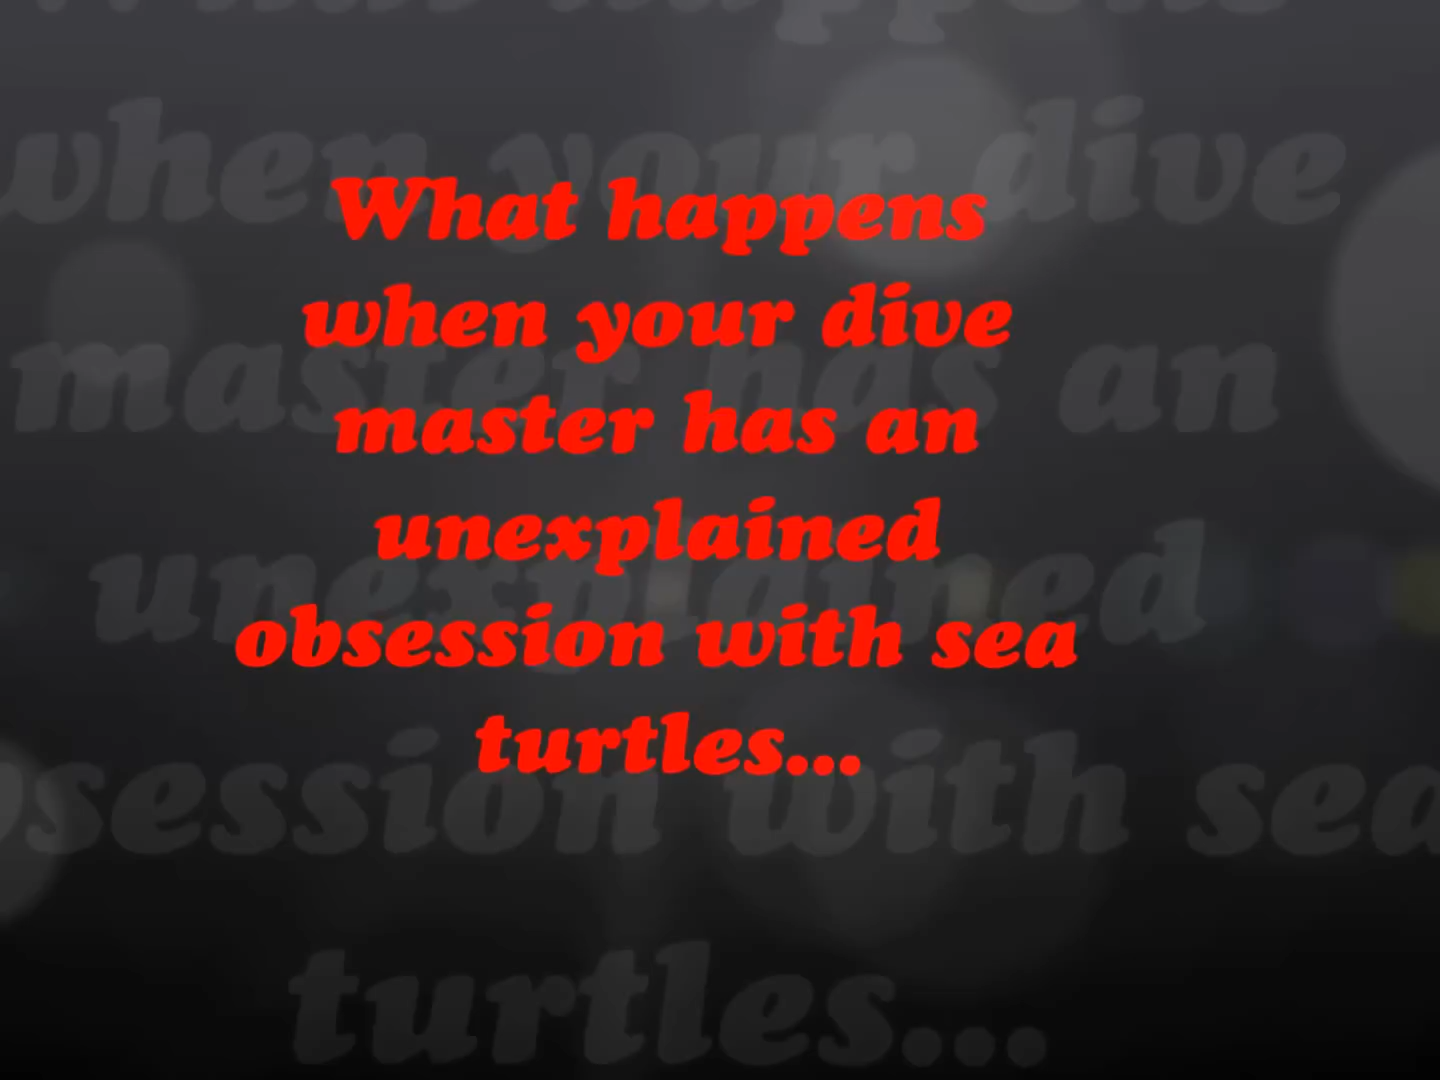 What happens
when your dive
master has an
unexplained
obsession with sea
turtles...